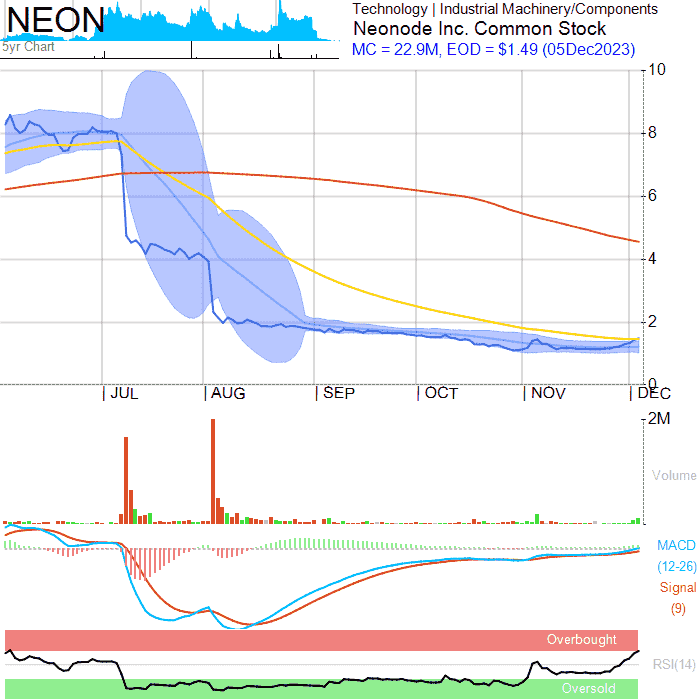 NEON
Technology | Industrial Machinery/Components
Neonode Inc. Common Stock
5yr Chart
MC = 22.9M, EOD = $1.49 (05Dec2023)
10
8
6
4
2
0
| JUL | AUG | SEP | OCT | NOV | DEC
2M
Volume
MACD
(12-26)
Signal
(9)
Overbought
RSI(14)
Oversold